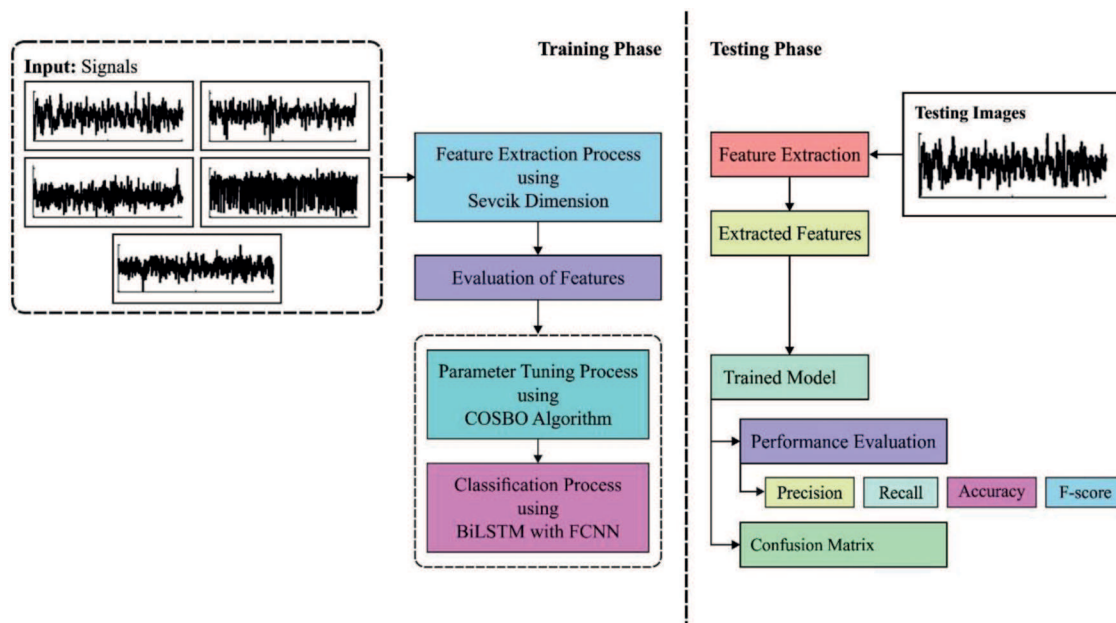 Training Phase
Testing Phase
Input: Signals
Testing Images
Feature Extraction Process
using
Sevcik Dimension
Feature Extraction
Extracted Features
Evaluation of Features
Parameter Tuning Process
using
COSBO Algorithm
Trained Model
Performance Evaluation
Classification Process
using
BiLSTM with FCNN
Precision
Recall
Accuracy
F-score
Confusion Matrix